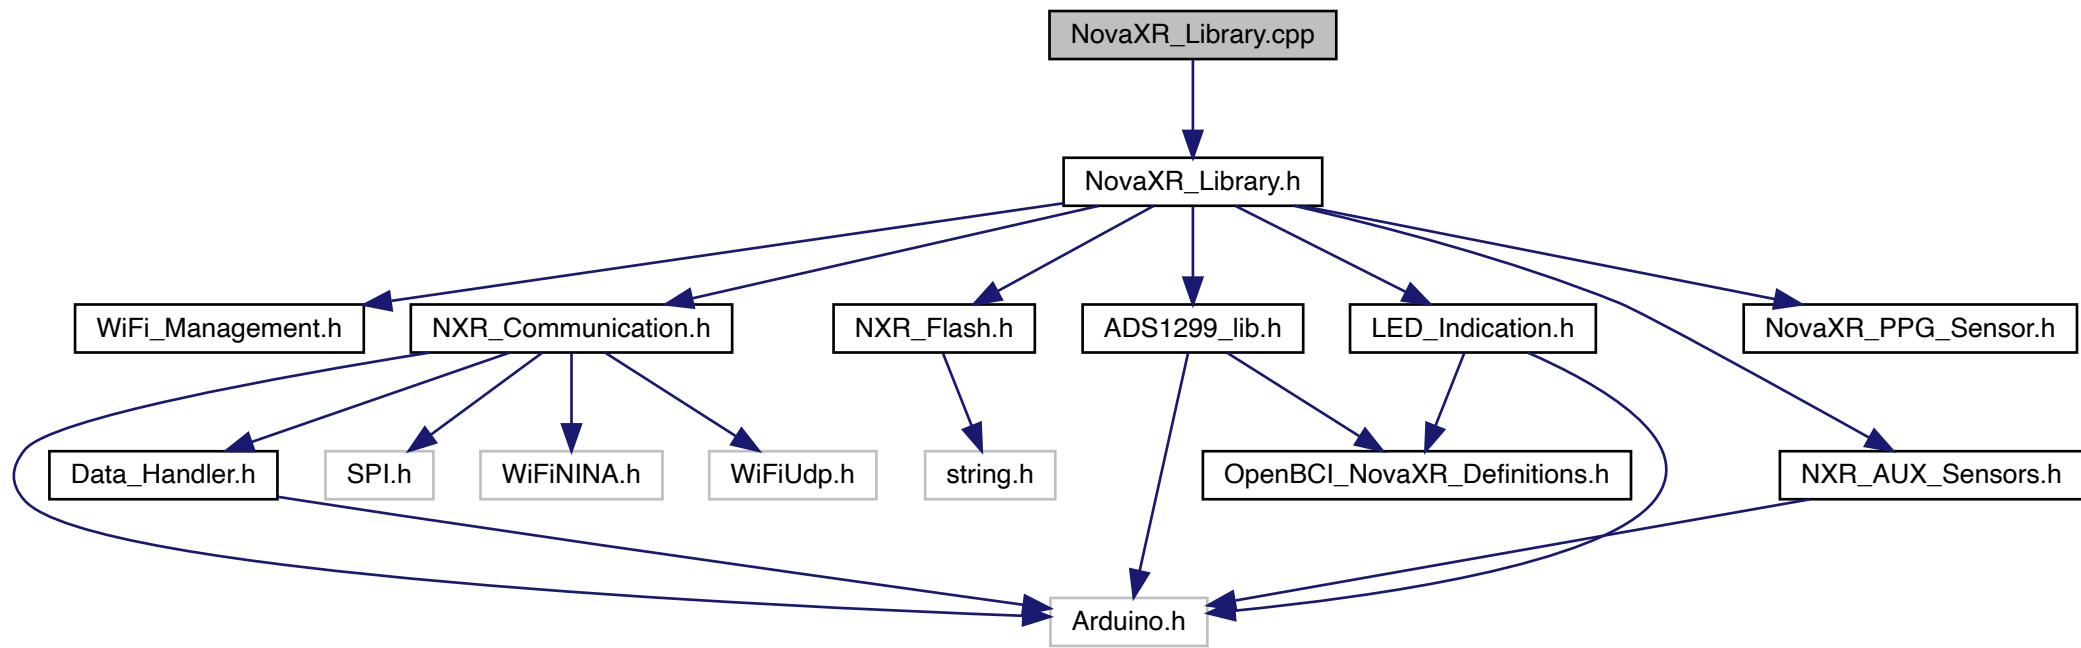 NovaXR_Library.cpp
NovaXR_Library.h
WiFi_Management.h
NXR_Communication.h
NXR_Flash.h
ADS1299_lib.h
LED_Indication.h
NovaXR_PPG_Sensor.h
Data_Handler.h
SPI.h
WiFiNINA.h
WiFiUdp.h
string.h
OpenBCI_NovaXR_Definitions.h
NXR_AUX_Sensors.h
Arduino.h